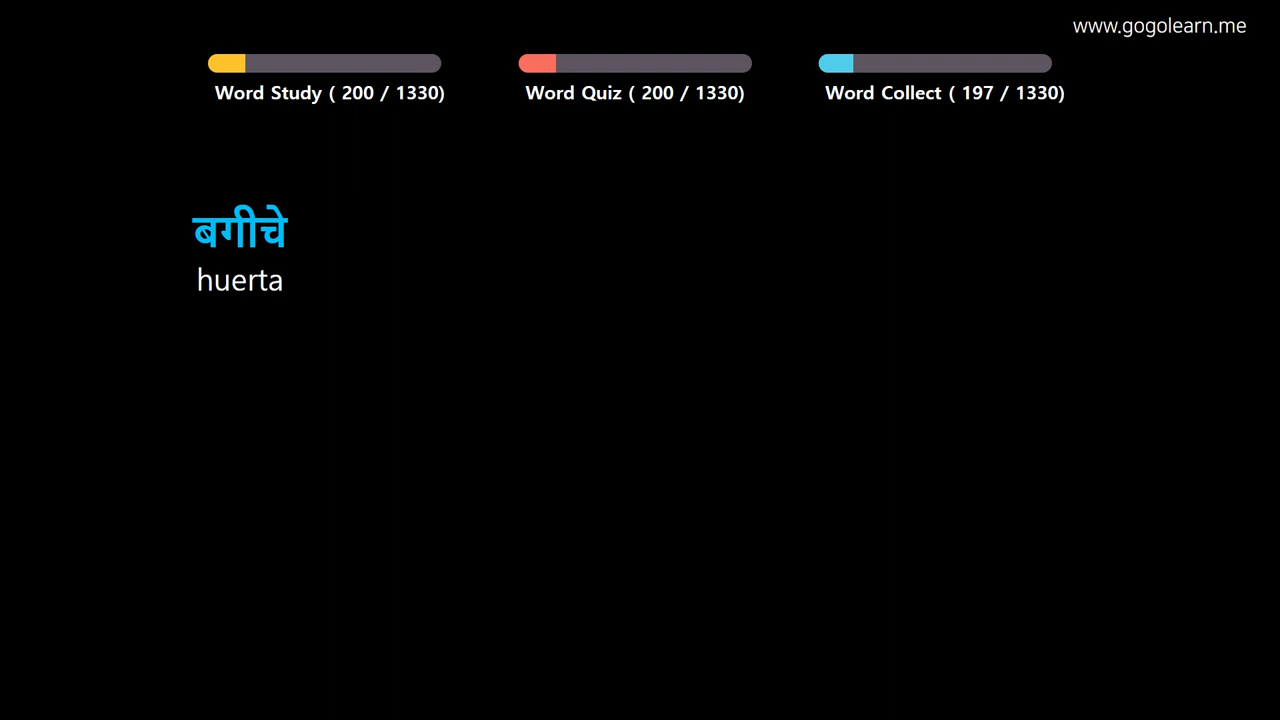 www.gogolearn.me
Word Study ( 200 / 1330)
Word Quiz ( 200 / 1330)
Word Collect ( 197 / 1330)
बगीचे
huerta